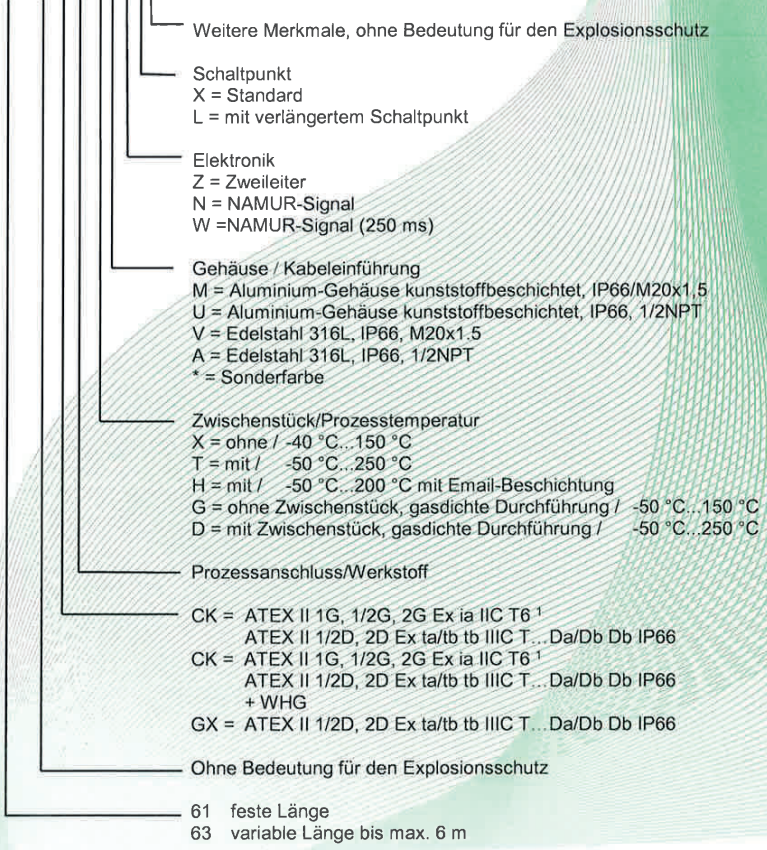 Weitere Merkmale, ohne Bedeutung für den Explosionsschutz
Schaltpunkt
X = Standard
L = mit verlängertem Schaltpunkt
Elektronik
Z = Zweileiter
N = NAMUR-Signal
W =NAMUR-Signal (250 ms)
Gehäuse / Kabeleinführung
M = Aluminium-Gehäuse kunststoffbeschichtet, IP66/M20x1,5
U = Aluminium-Gehäuse kunststoffbeschichtet, IP66, 1/2NPT
V = Edelstahl 316L, IP66, M20x1.5
A = Edelstahl 316L, IP66, 1/2NPT
* = Sonderfarbe
Zwischenstück/Prozesstemperatur
X = ohne / -40 °C...150 °C
T = mit / -50 °C...250 °C
H = mit / -50 °C...200 °C mit Email-Beschichtung
G = ohne Zwischenstück, gasdichte Durchführung / -50 °C...150 °C
D = mit Zwischenstück, gasdichte Durchführung / -50 °C...250 °C
Prozessanschluss/Werkstoff
CK = ATEX II 1G, 1/2G, 2G Ex ia IIC T6 ¹
ATEX II 1/2D, 2D Ex ta/tb tb IIIC T...Da/Db Db IP66
CK = ATEX II 1G, 1/2G, 2G Ex ia IIC T6 ¹
ATEX II 1/2D, 2D Ex ta/tb tb IIIC T...Da/Db Db IP66
+ WHG
GX = ATEX II 1/2D, 2D Ex ta/tb tb IIIC T...Da/Db Db IP66
Ohne Bedeutung für den Explosionsschutz
61 feste Länge
63 variable Länge bis max. 6 m